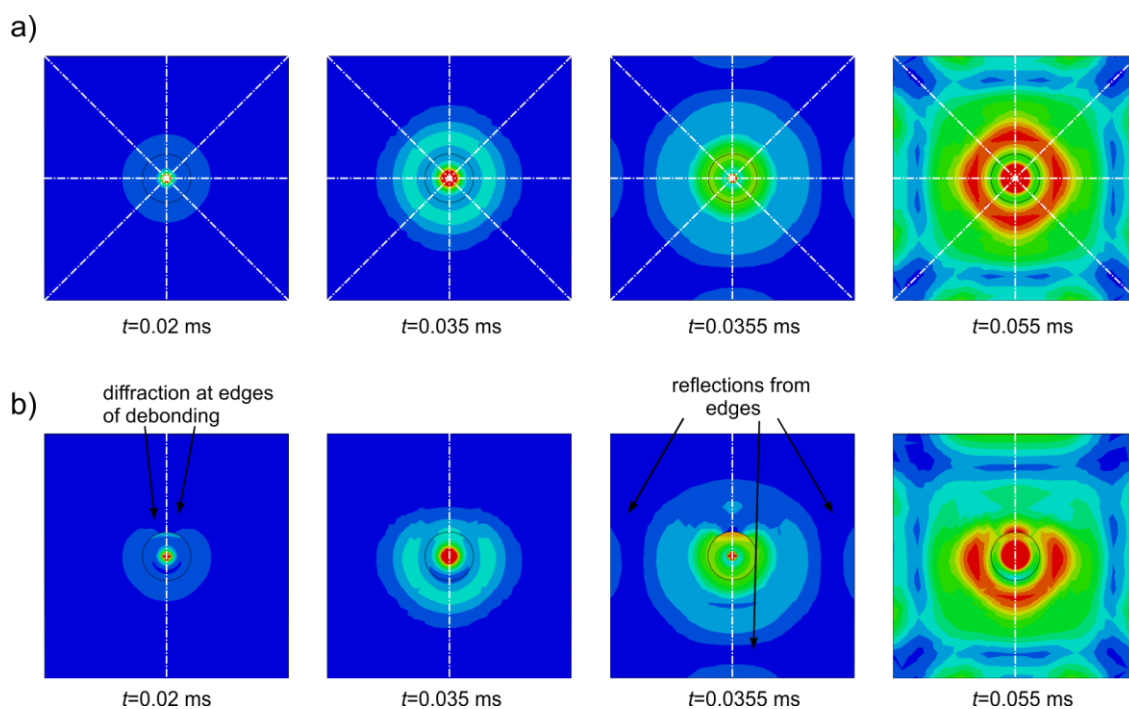 a)
t=0.02 ms
t=0.035 ms
t=0.0355 ms
t=0.055 ms
b)
diffraction at edges
of debonding
reflections from
edges
t=0.02 ms
t=0.035 ms
t=0.0355 ms
t=0.055 ms